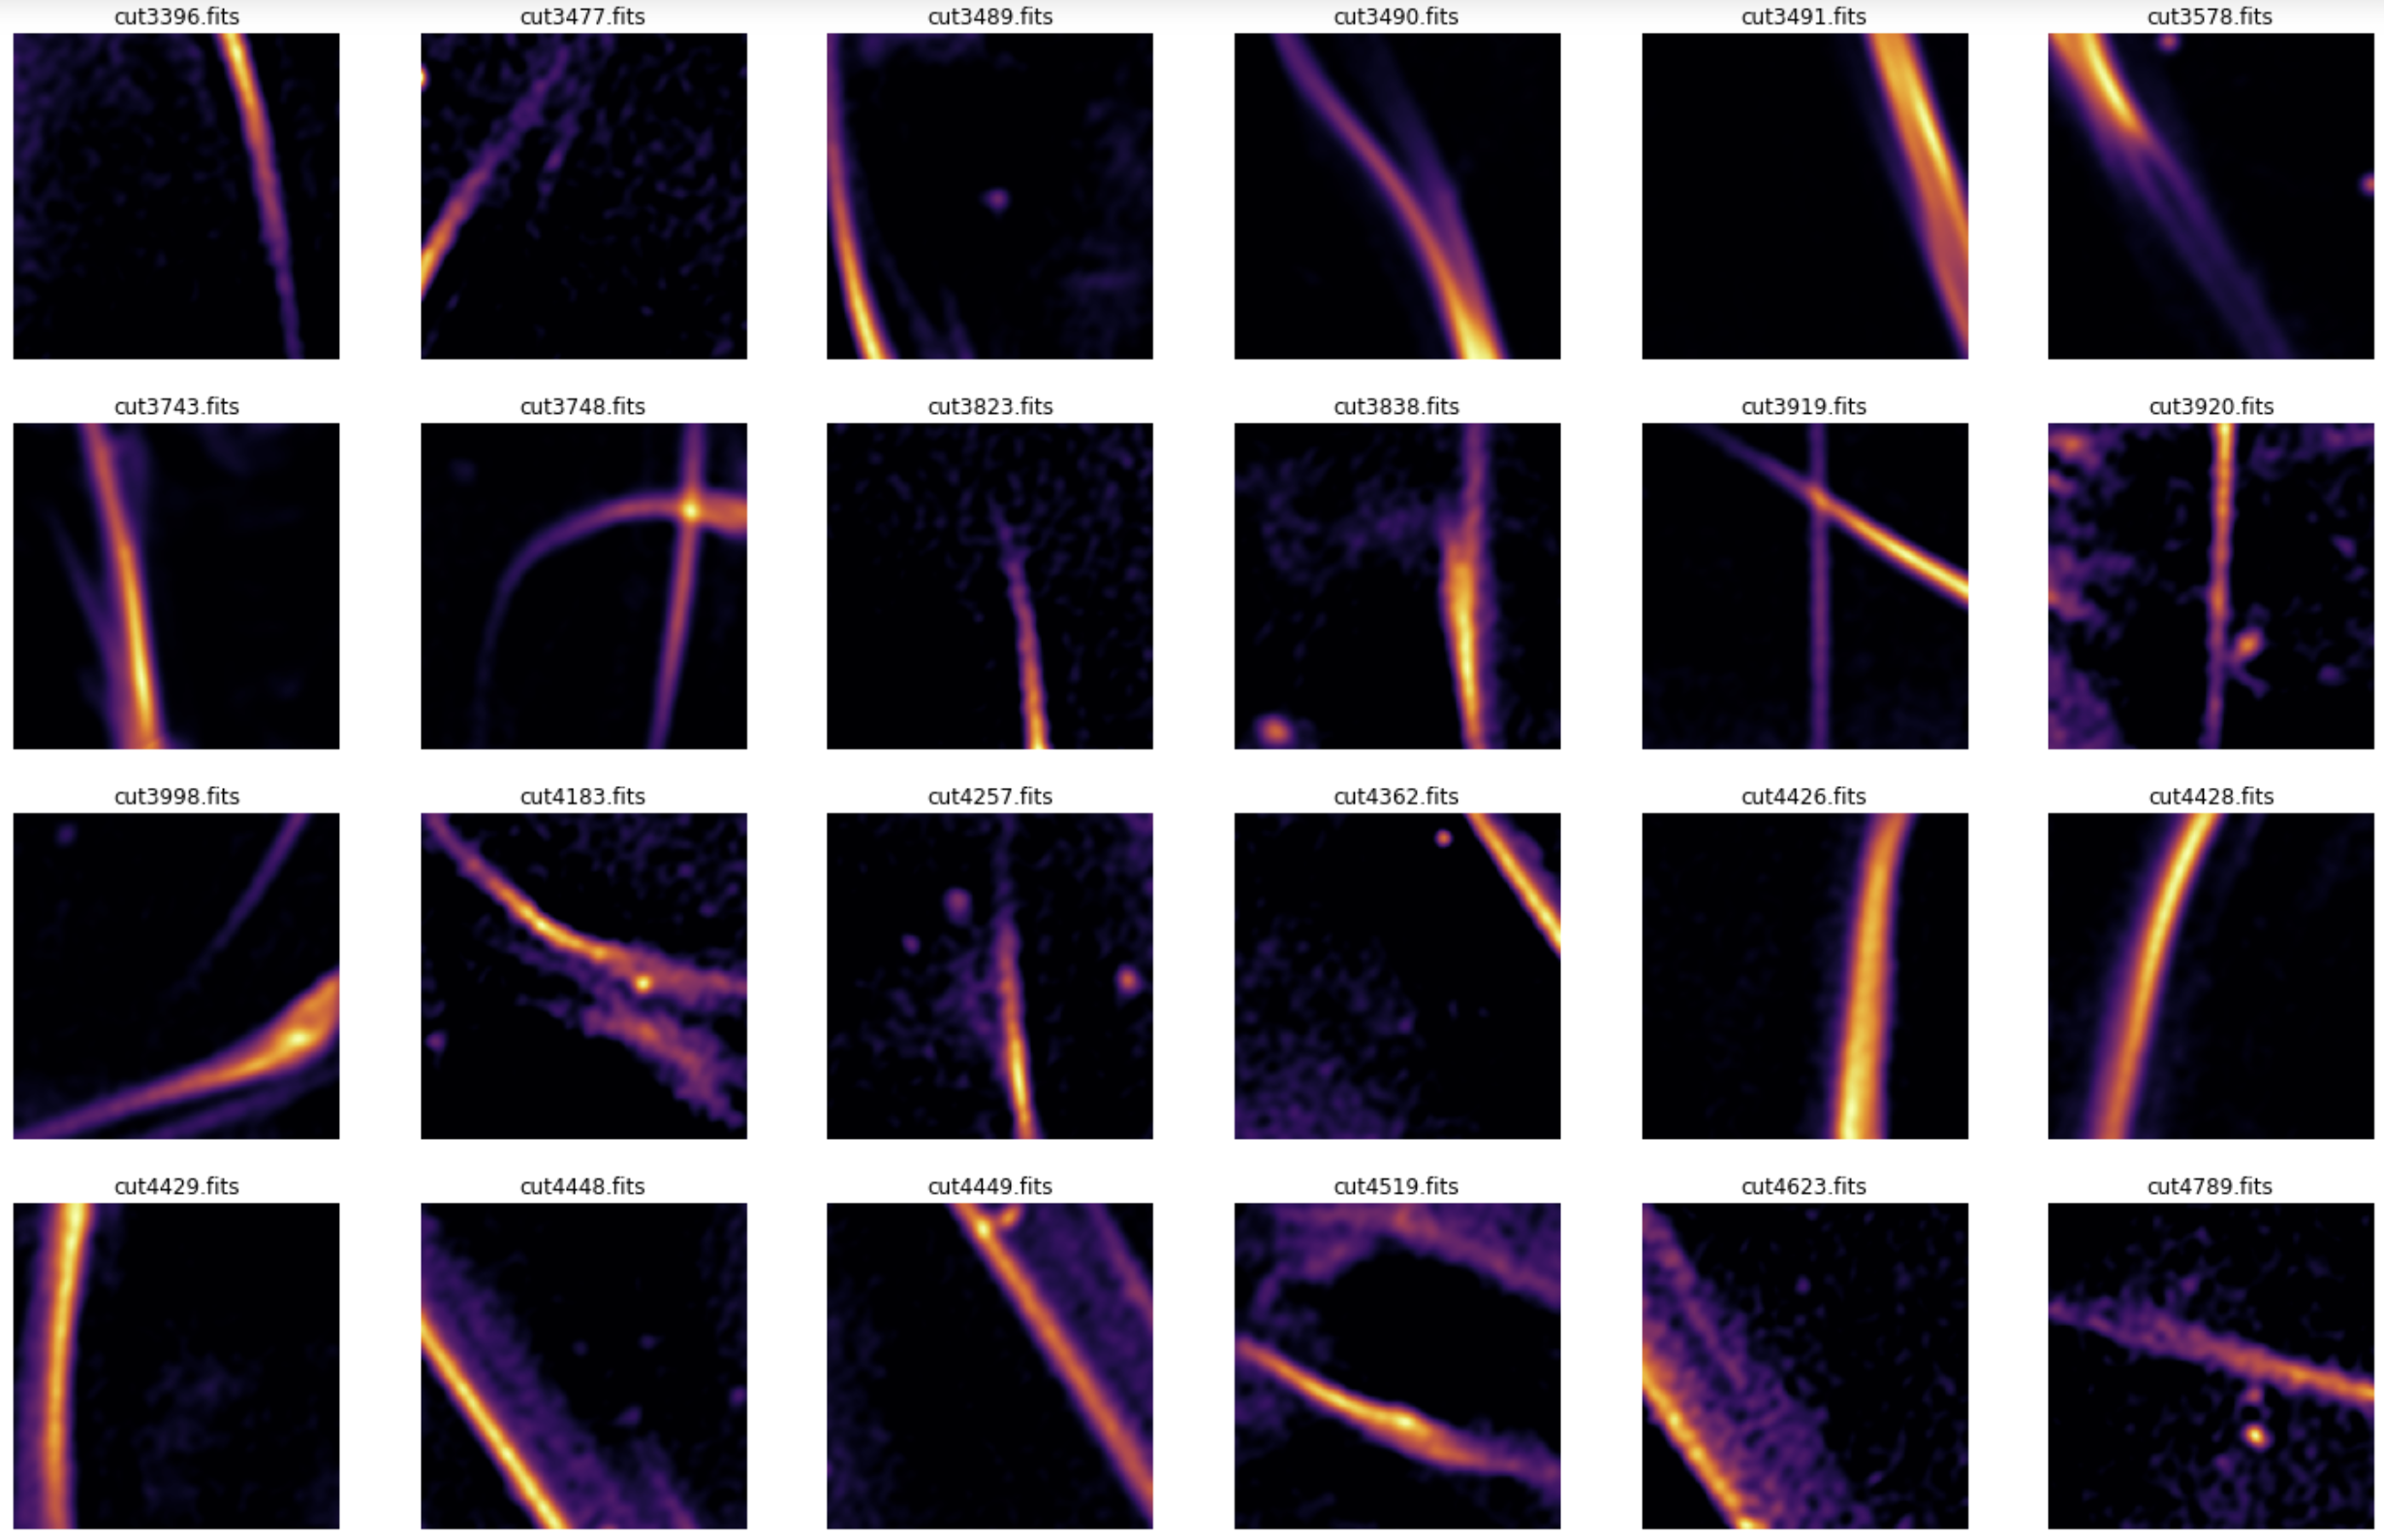 cut3396.fits cut3477.fits cut3489.fits cut3490.fits cut3491.fits cut3578.fits
cut3743.fits cut3748.fits cut3823.fits cut3838.fits cut3919.fits cut3920.fits
cut3998.fits cut4183.fits cut4257.fits cut4362.fits cut4426.fits cut4428.fits
cut4429.fits cut4448.fits cut4449.fits cut4519.fits cut4623.fits cut4789.fits